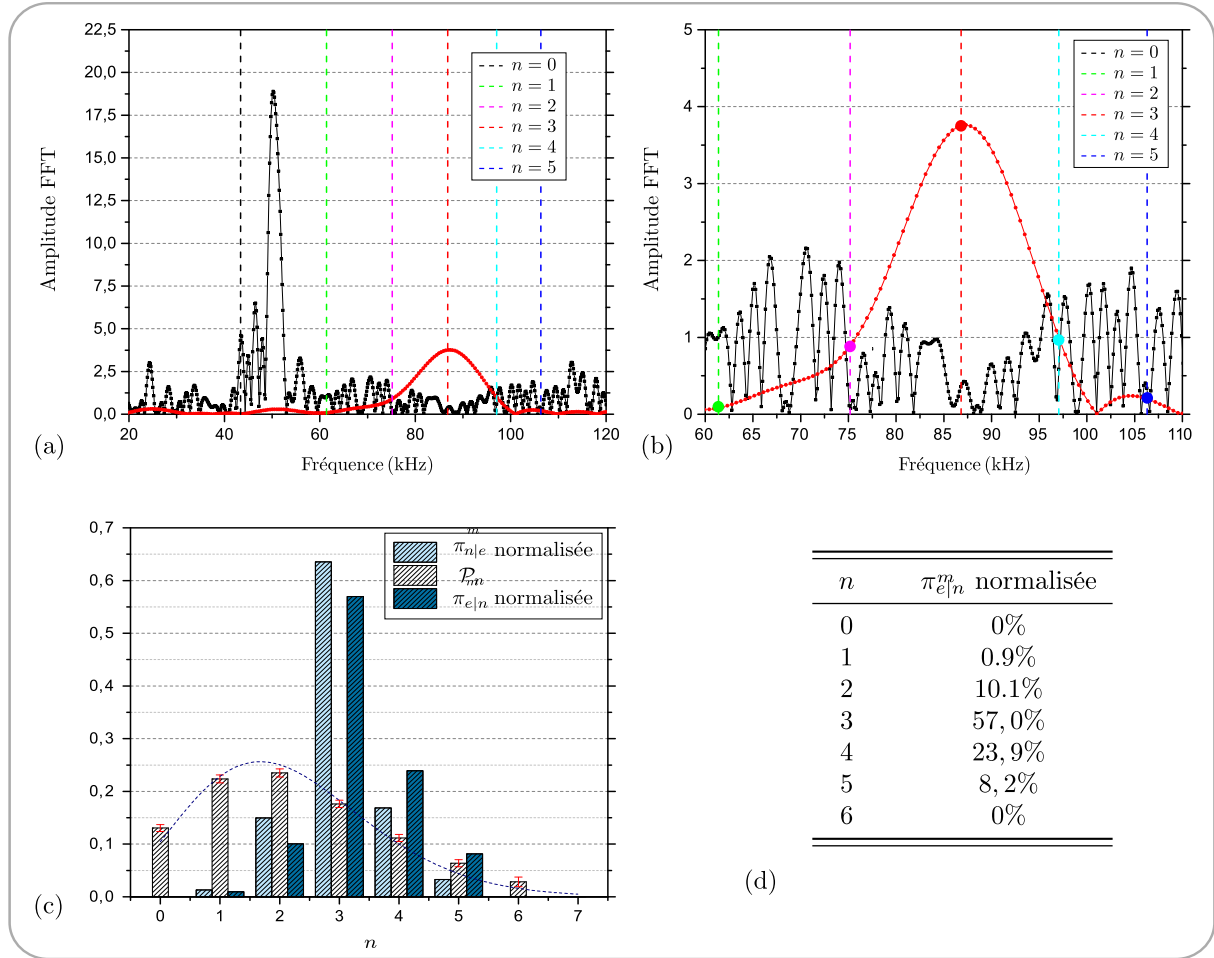 22,5
20,0
17,5
15,0
12,5
10,0
7,5
5,0
2,5
0,0
Amplitude FFT
n = 0
n = 1
n = 2
n = 3
n = 4
n = 5
20 40 60 80 100 120
Fréquence (kHz)
(a)
5
4
3
2
1
0
Amplitude FFT
n = 0
n = 1
n = 2
n = 3
n = 4
n = 5
60 65 70 75 80 85 90 95 100 105 110
Fréquence (kHz)
(b)
0,7
0,6
0,5
0,4
0,3
0,2
0,1
0,0
m
π_{n|e} normalisée
𝒫_{mn}
π_{e|n} normalisée
0 1 2 3 4 5 6 7
n
(c)
n π^m_{e|n} normalisée
0 0%
1 0.9%
2 10.1%
3 57,0%
4 23,9%
5 8,2%
6 0%
(d)